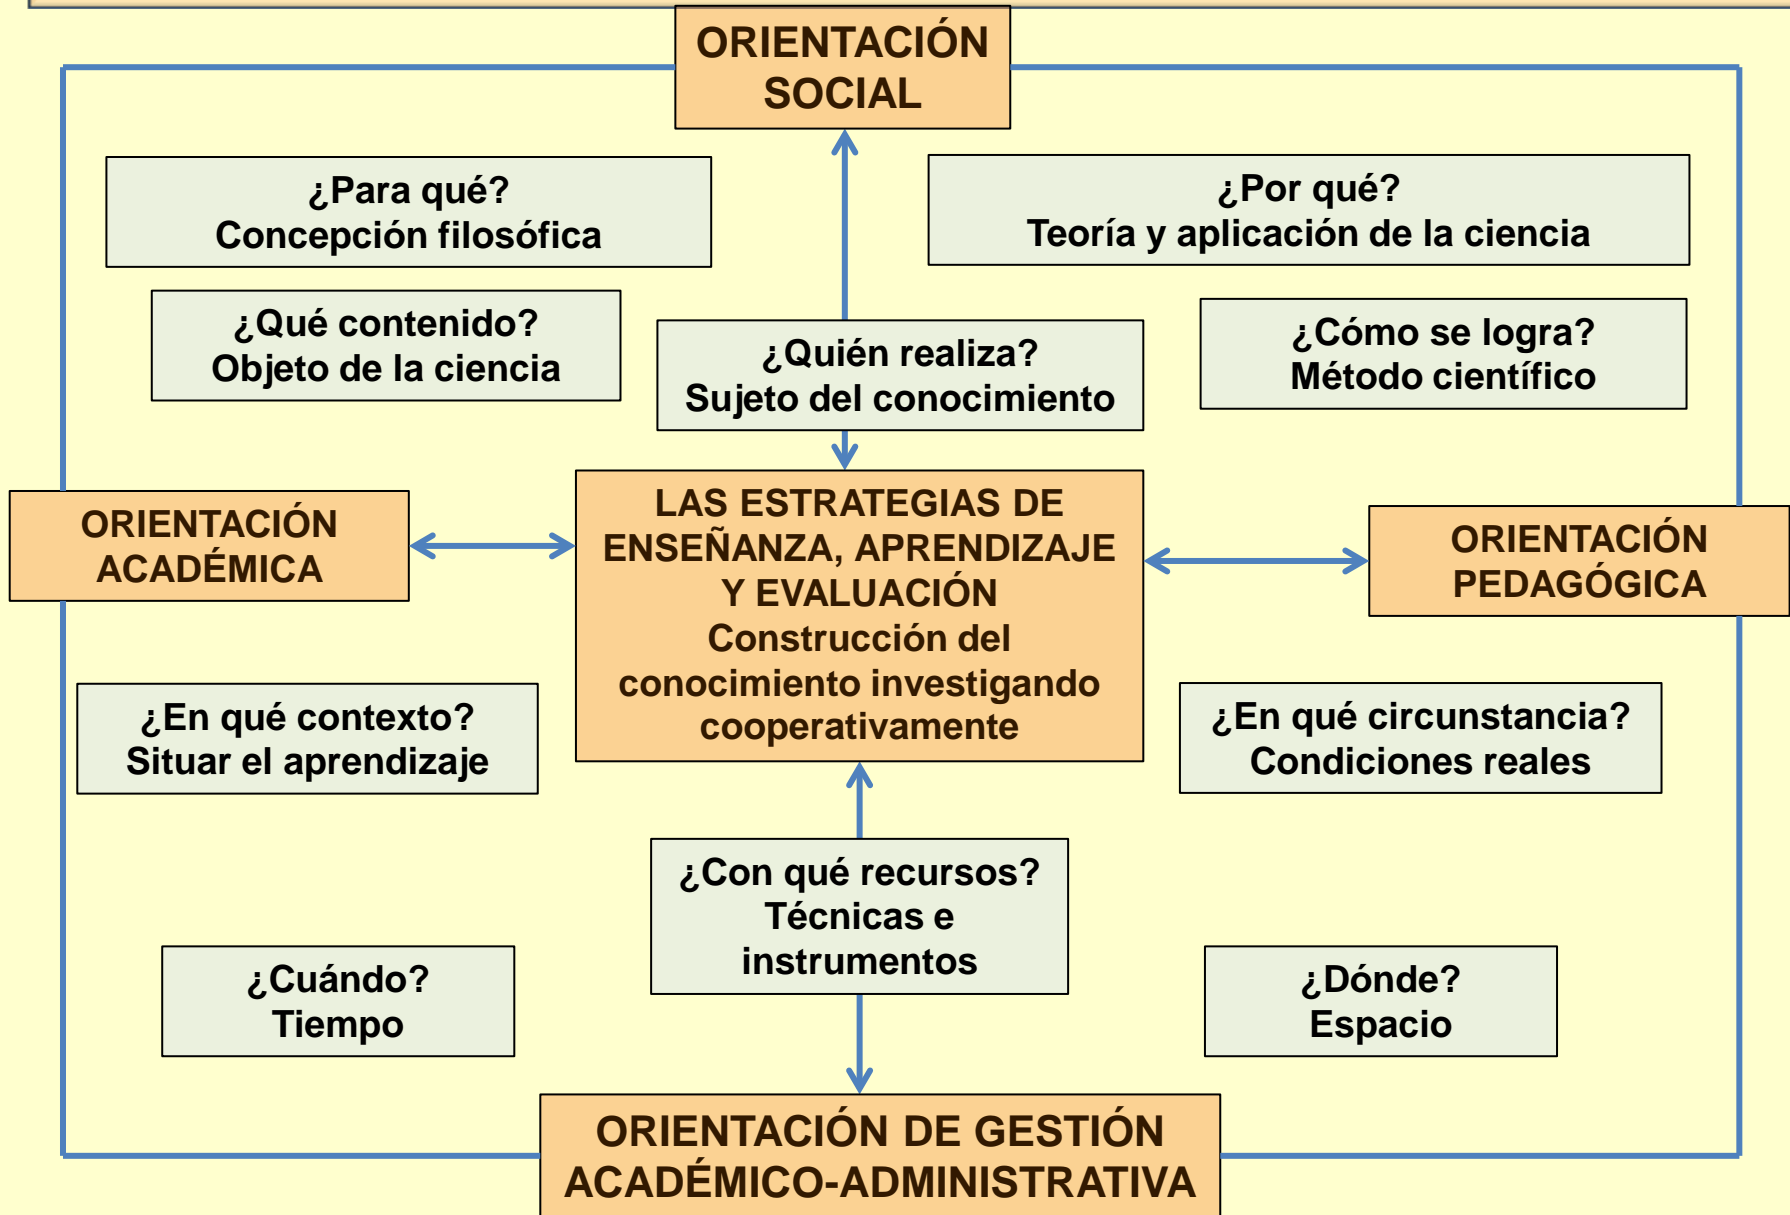 ORIENTACIÓN
SOCIAL
¿Para qué?
Concepción filosófica
¿Por qué?
Teoría y aplicación de la ciencia
¿Qué contenido?
Objeto de la ciencia
¿Quién realiza?
Sujeto del conocimiento
¿Cómo se logra?
Método científico
ORIENTACIÓN
ACADÉMICA
LAS ESTRATEGIAS DE
ENSEÑANZA, APRENDIZAJE
Y EVALUACIÓN
Construcción del
conocimiento investigando
cooperativamente
ORIENTACIÓN
PEDAGÓGICA
¿En qué contexto?
Situar el aprendizaje
¿En qué circunstancia?
Condiciones reales
¿Con qué recursos?
Técnicas e
instrumentos
¿Cuándo?
Tiempo
¿Dónde?
Espacio
ORIENTACIÓN DE GESTIÓN
ACADÉMICO-ADMINISTRATIVA